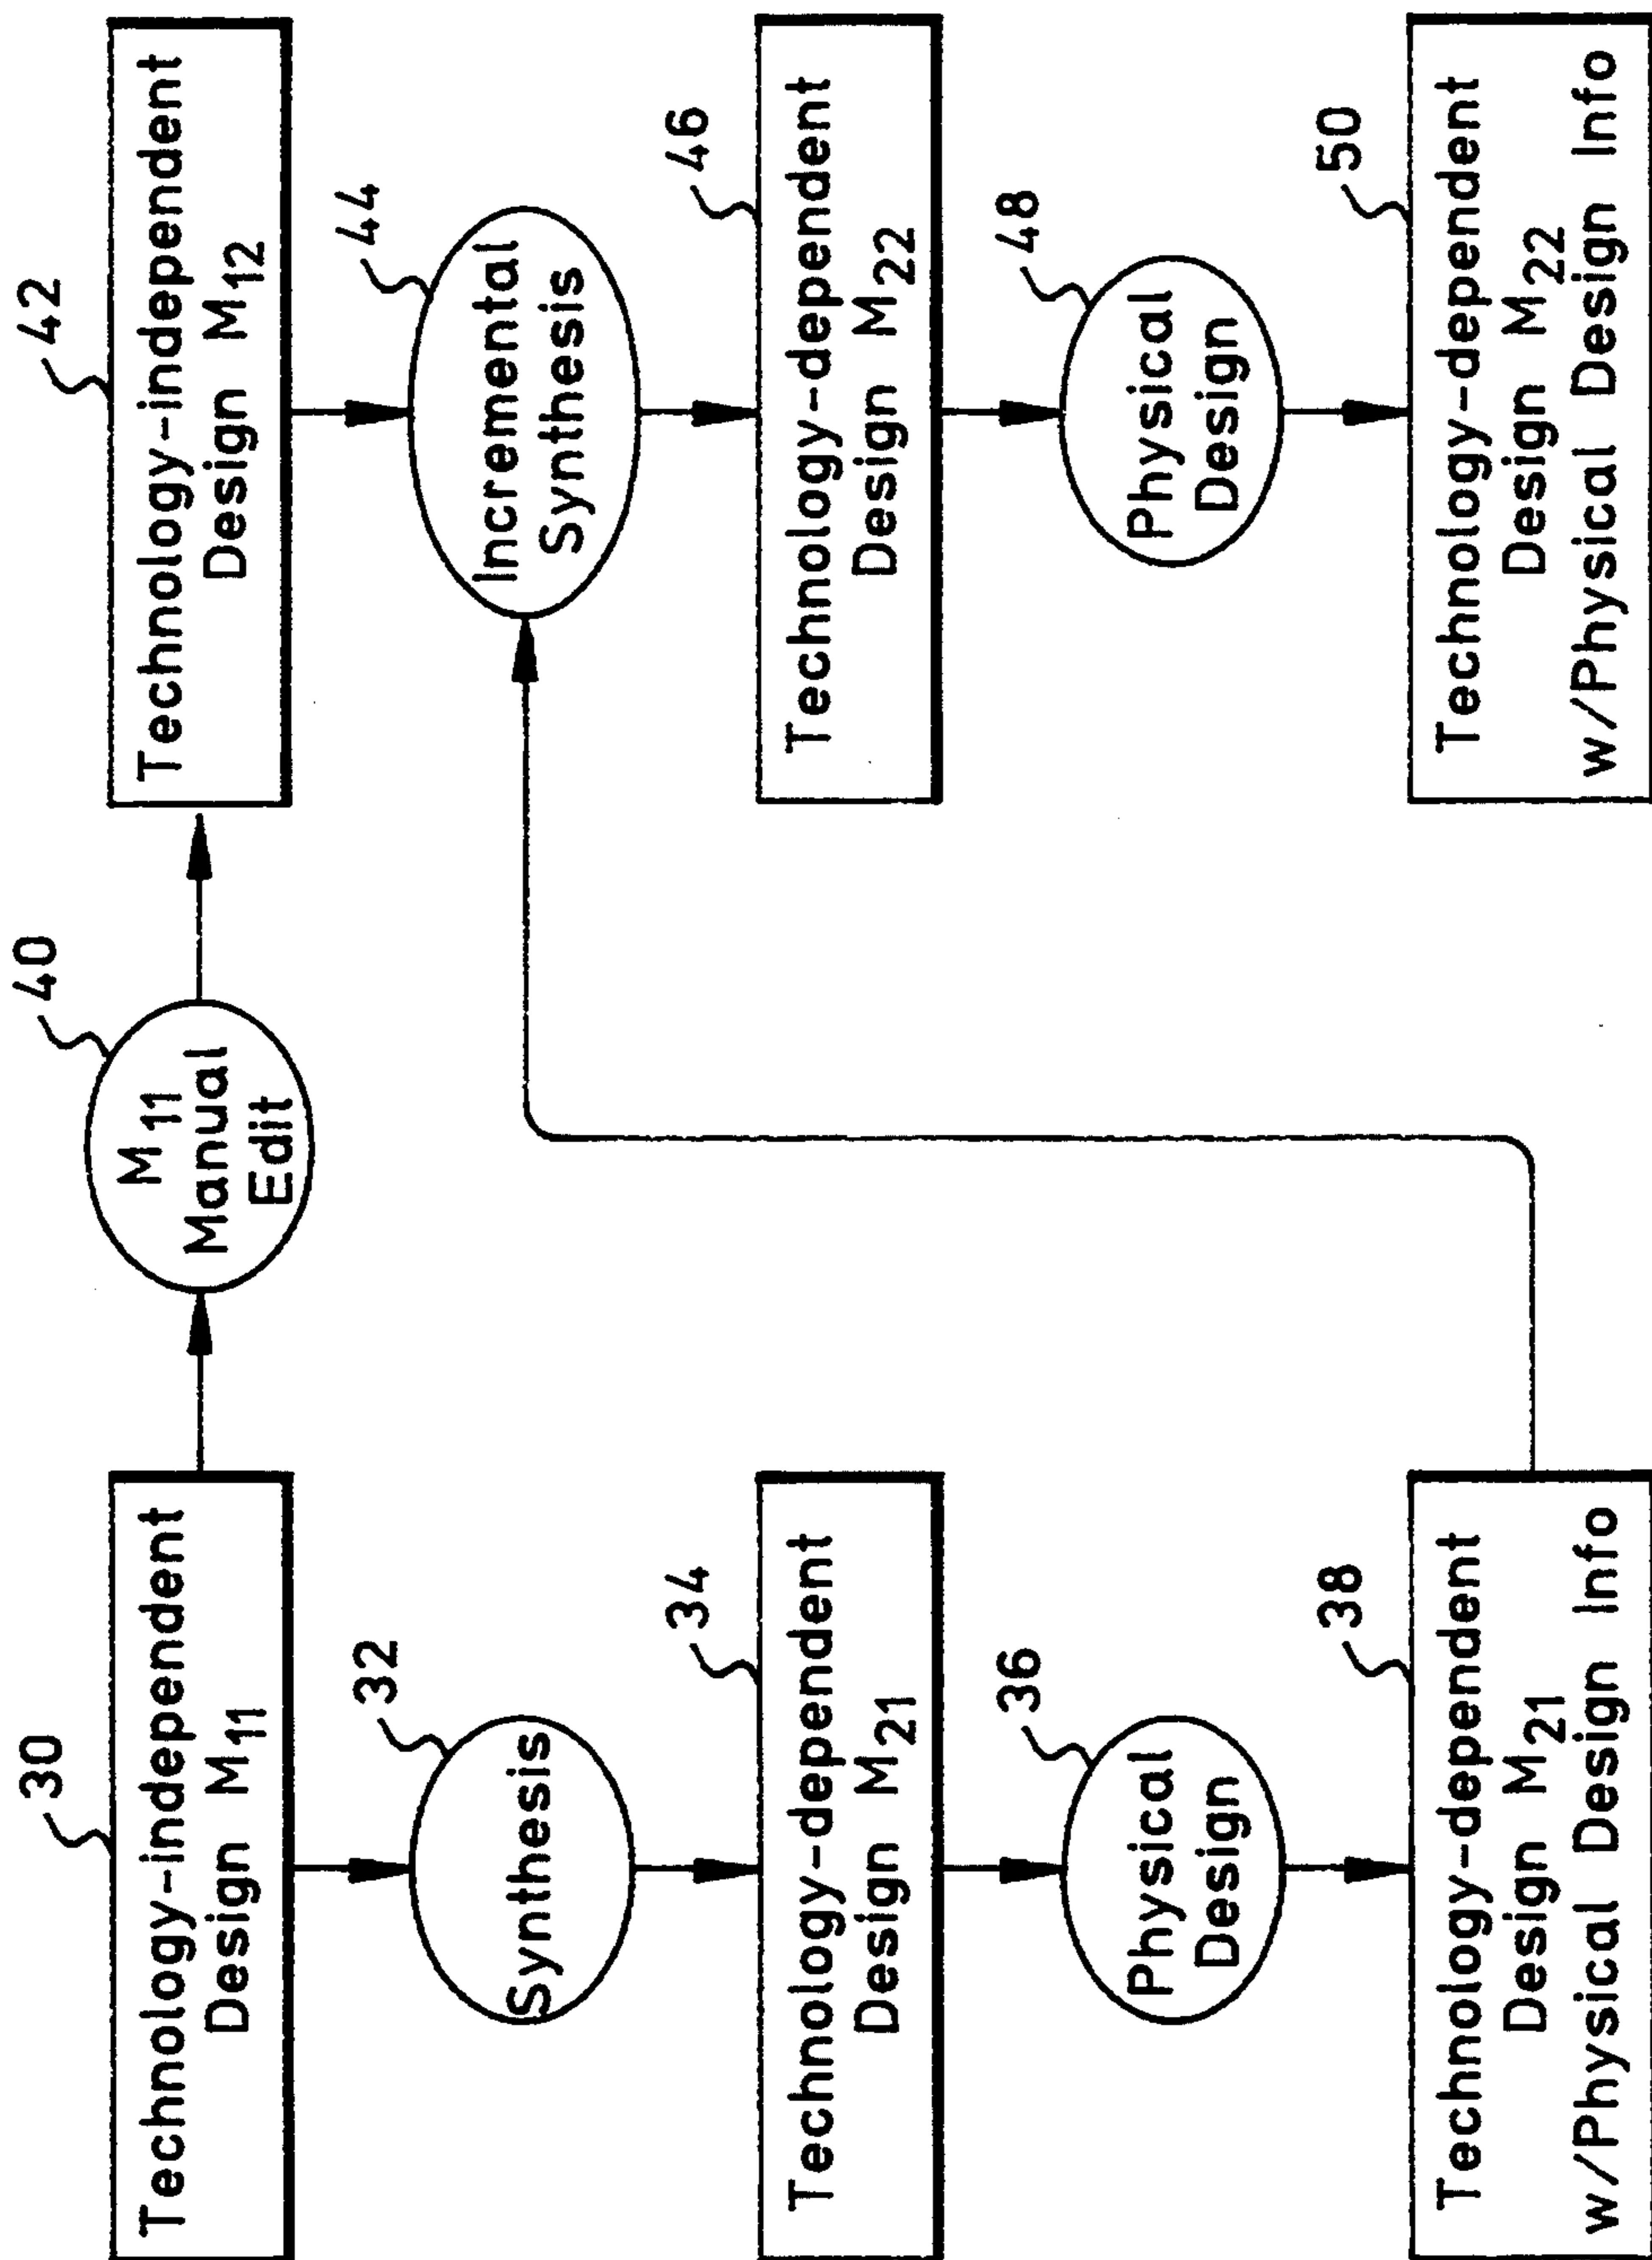 30
Technology-independent
Design M11
32
Synthesis
34
Technology-dependent
Design M21
36
Physical
Design
38
Technology-dependent
Design M21
w/Physical Design Info
40
M11
Manual
Edit
42
Technology-independent
Design M12
44
Incremental
Synthesis
46
Technology-dependent
Design M22
48
Physical
Design
50
Technology-dependent
Design M22
w/Physical Design Info